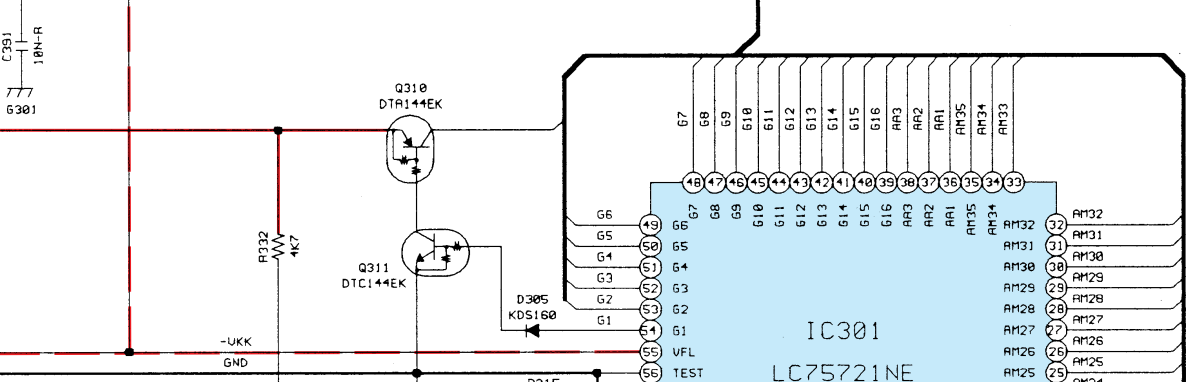 C391
10N-R
G301
Q310
DTA144EK
R332
4K7
Q311
DTC144EK
D305
KDS160
-VKK
GND
G7
G8
G9
G10
G11
G12
G13
G14
G15
G16
AA3
AA2
AA1
AM35
AM34
AM33
48
47
46
45
44
43
42
41
40
39
38
37
36
35
34
33
G7
G8
G9
G10
G11
G12
G13
G14
G15
G16
AA3
AA2
AA1
AM35
AM34
G6 49 G6
G5 50 G5
G4 51 G4
G3 52 G3
G2 53 G2
G1 54 G1
55 VFL
56 TEST
IC301
LC75721NE
AM32 32 AM32
AM31 31 AM31
AM30 30 AM30
AM29 29 AM29
AM28 28 AM28
AM27 27 AM27
AM26 26 AM26
AM25 25 AM25